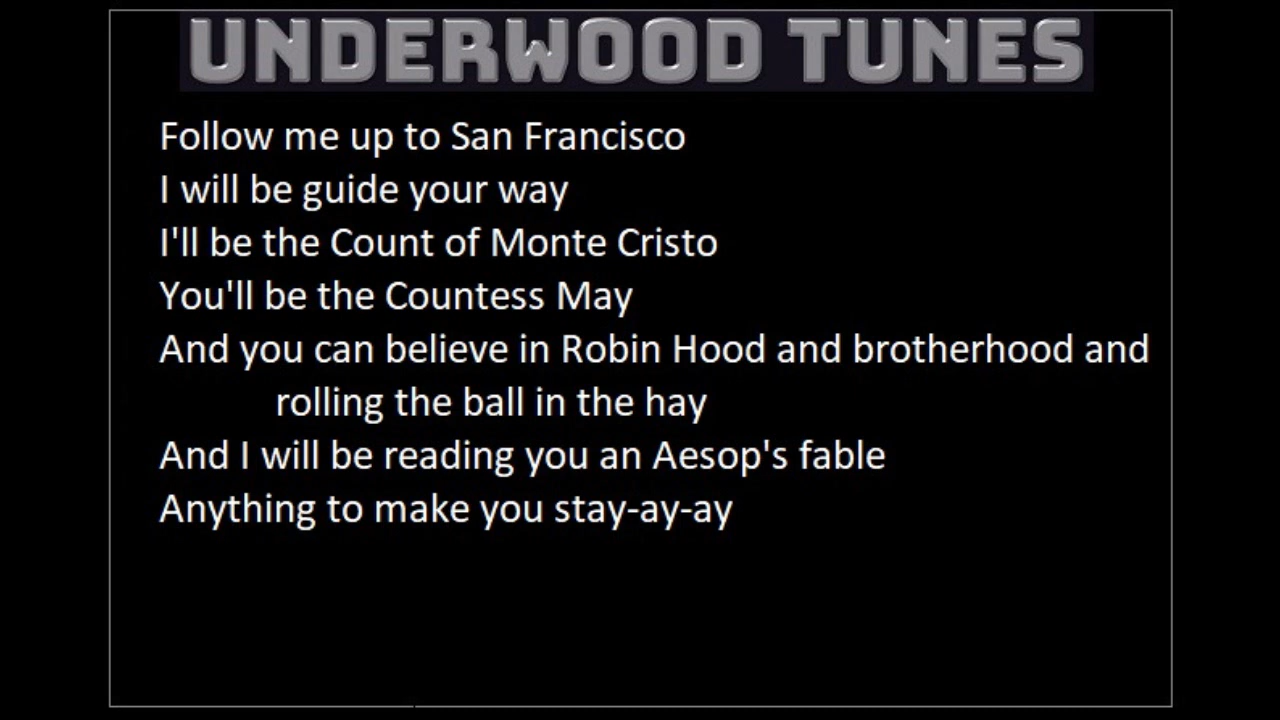 UNDERWOOD TUNES
Follow me up to San Francisco
I will be guide your way
I'll be the Count of Monte Cristo
You'll be the Countess May
And you can believe in Robin Hood and brotherhood and
rolling the ball in the hay
And I will be reading you an Aesop's fable
Anything to make you stay-ay-ay